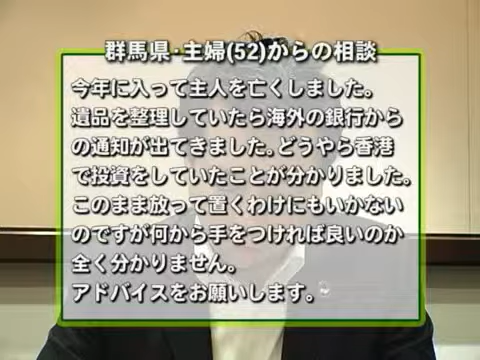 群馬県・主婦(52)からの相談
今年に入って主人を亡くしました。
遺品を整理していたら海外の銀行から
の通知が出てきました。どうやら香港
で投資をしていたことが分かりました。
このまま放って置くわけにもいかない
のですが何から手をつければ良いのか
全く分かりません。
アドバイスをお願いします。